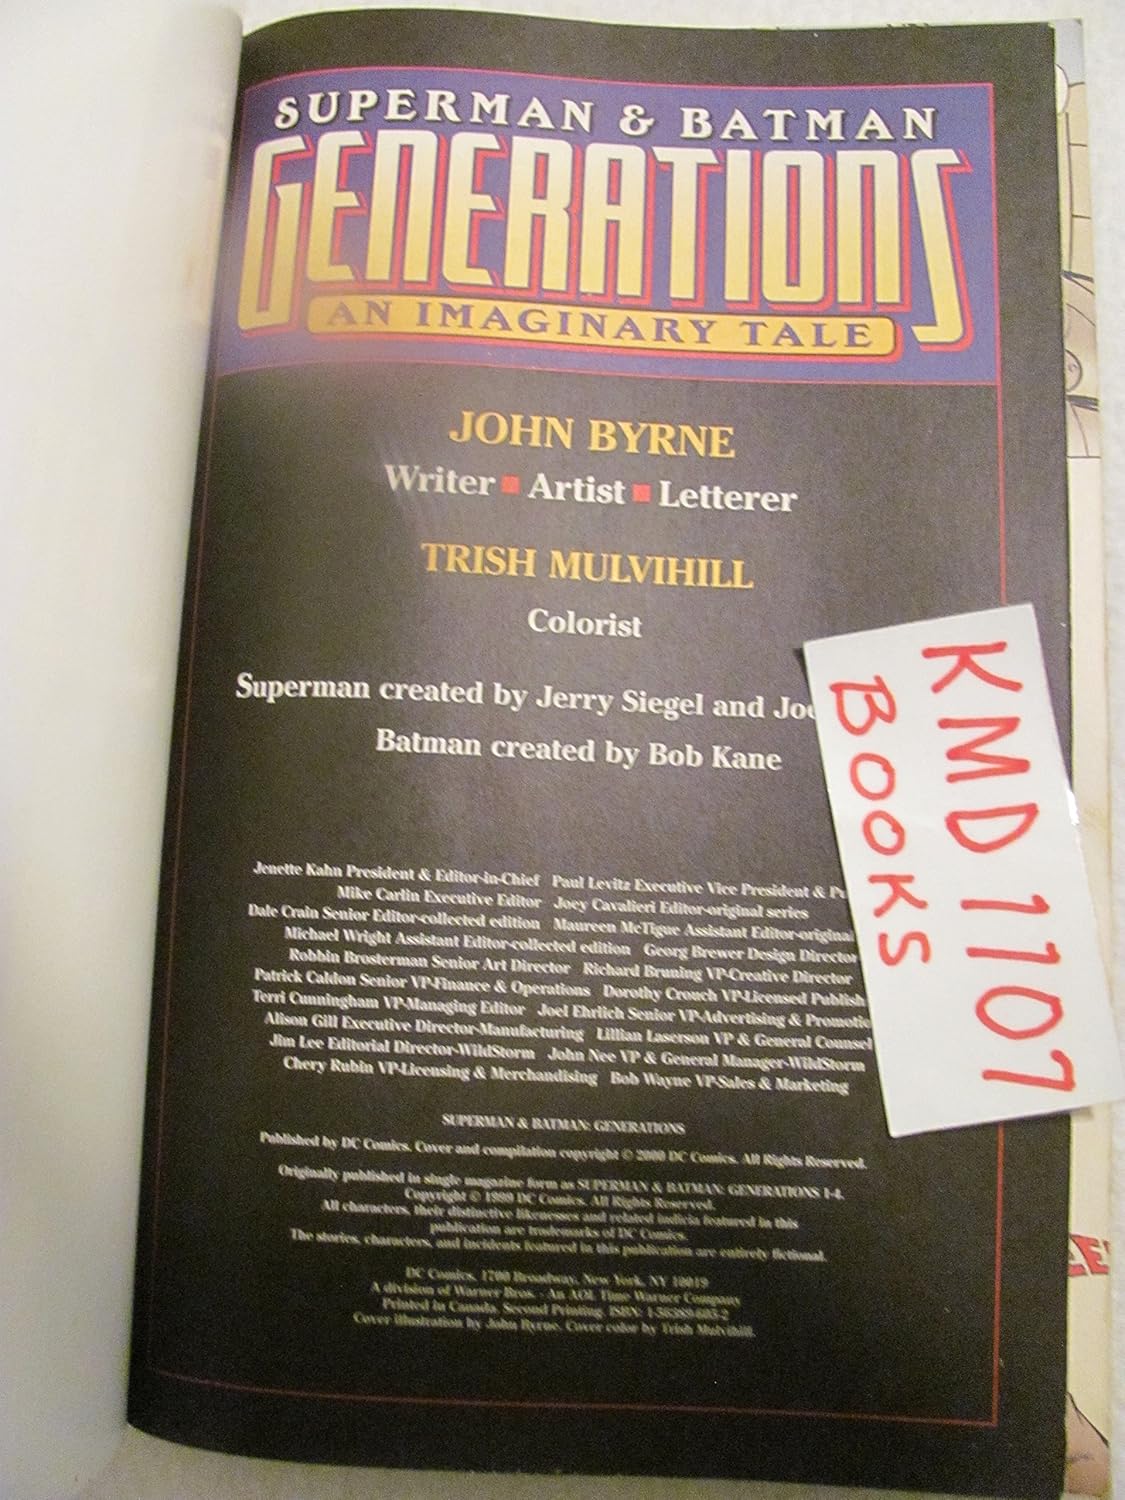 SUPERMAN & BATMAN
GENERATIONS
AN IMAGINARY TALE
JOHN BYRNE
Writer ■ Artist ■ Letterer
TRISH MULVIHILL
Colorist
Superman created by Jerry Siegel and
Batman created by Bob Kane
Jenette Kahn President & Editor-in-Chief Paul Levitz Executive Vice President &
Mike Carlin Executive Editor Joey Cavalieri Editor-original series
Dale Crain Senior Editor-collected edition Maureen McTigue Assistant Editor-original
Michael Wright Assistant Editor-collected edition Georg Brewer Design Director
Robbin Brosterman Senior Art Director Richard Bruning VP-Creative Director
Patrick Caldon Senior VP-Finance & Operations Dorothy Crouch VP-Licensed Publish
Terri Cunningham VP-Managing Editor Joel Ehrlich Senior VP-Advertising & Promotio
Alison Gill Executive Director-Manufacturing Lillian Laserson VP & General Counsel
Jim Lee Editorial Director-WildStorm John Nee VP & General Manager-WildStorm
Chery Rubin VP-Licensing & Merchandising Bob Wayne VP-Sales & Marketing
SUPERMAN & BATMAN: GENERATIONS
Published by DC Comics. Cover and compilation copyright © 2000 DC Comics. All Rights Reserved.
Originally published in single magazine form as SUPERMAN & BATMAN: GENERATIONS 1-4.
Copyright © 1999 DC Comics. All Rights Reserved.
All characters, their distinctive likenesses and related indicia featured in this
publication are trademarks of DC Comics.
The stories, characters, and incidents featured in this publication are entirely fictional.
DC Comics, 1700 Broadway, New York, NY 10019
A division of Warner Bros. - An AOL Time Warner Company
Printed in Canada. Second Printing. ISBN: 1-56389-605-2
Cover illustration by John Byrne. Cover color by Trish Mulvihill.
KMD 1107
BOOKS